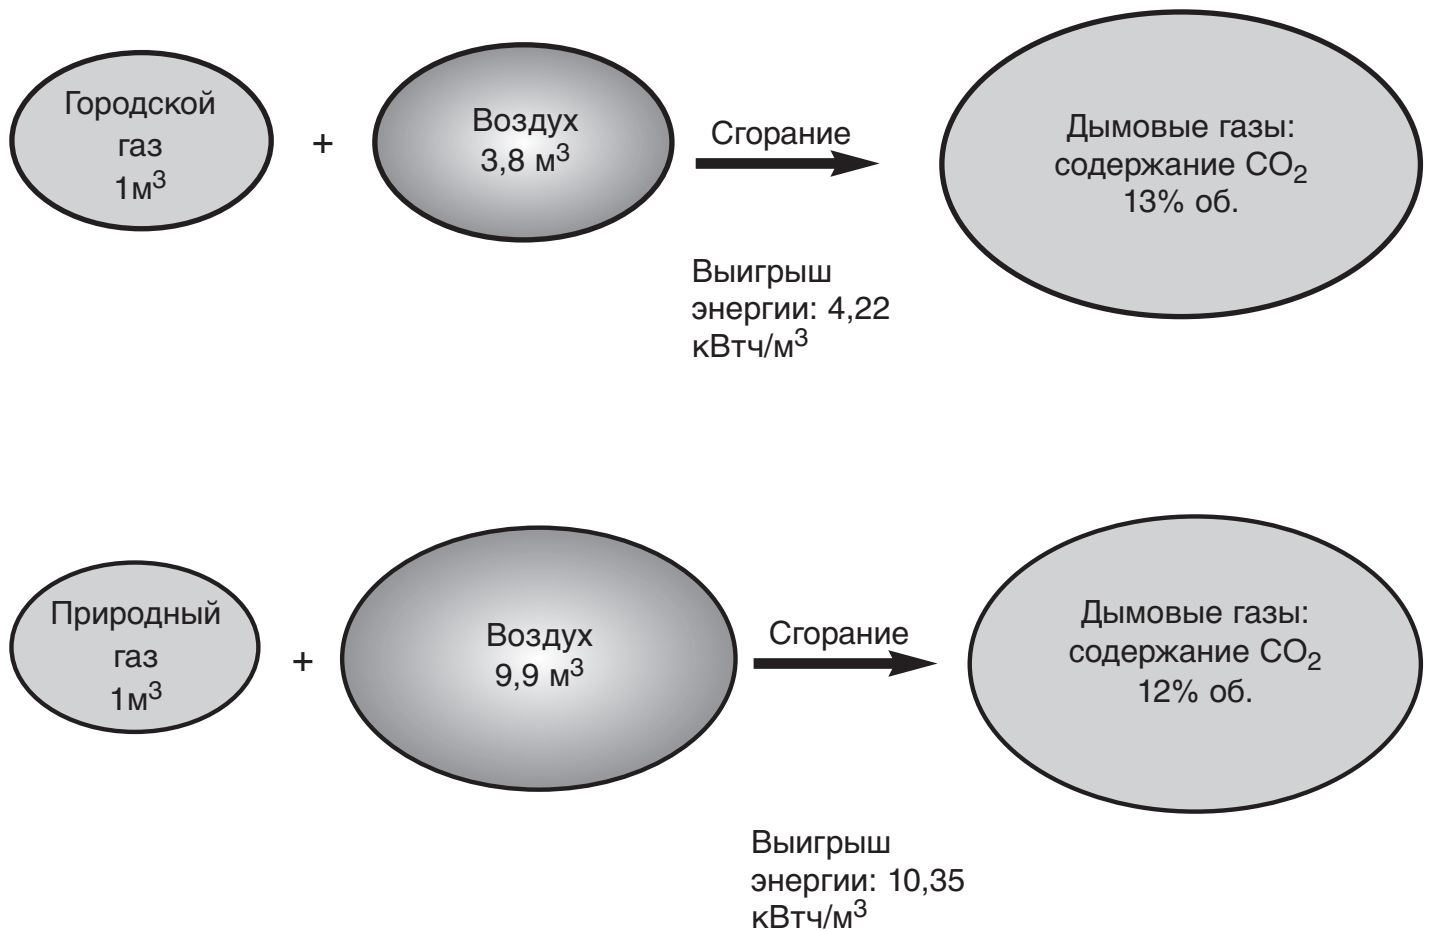 Городской
газ
1м³
+
Воздух
3,8 м³
Сгорание
Дымовые газы:
содержание CO₂
13% об.
Выигрыш
энергии: 4,22
кВтч/м³
Природный
газ
1м³
+
Воздух
9,9 м³
Сгорание
Дымовые газы:
содержание CO₂
12% об.
Выигрыш
энергии: 10,35
кВтч/м³